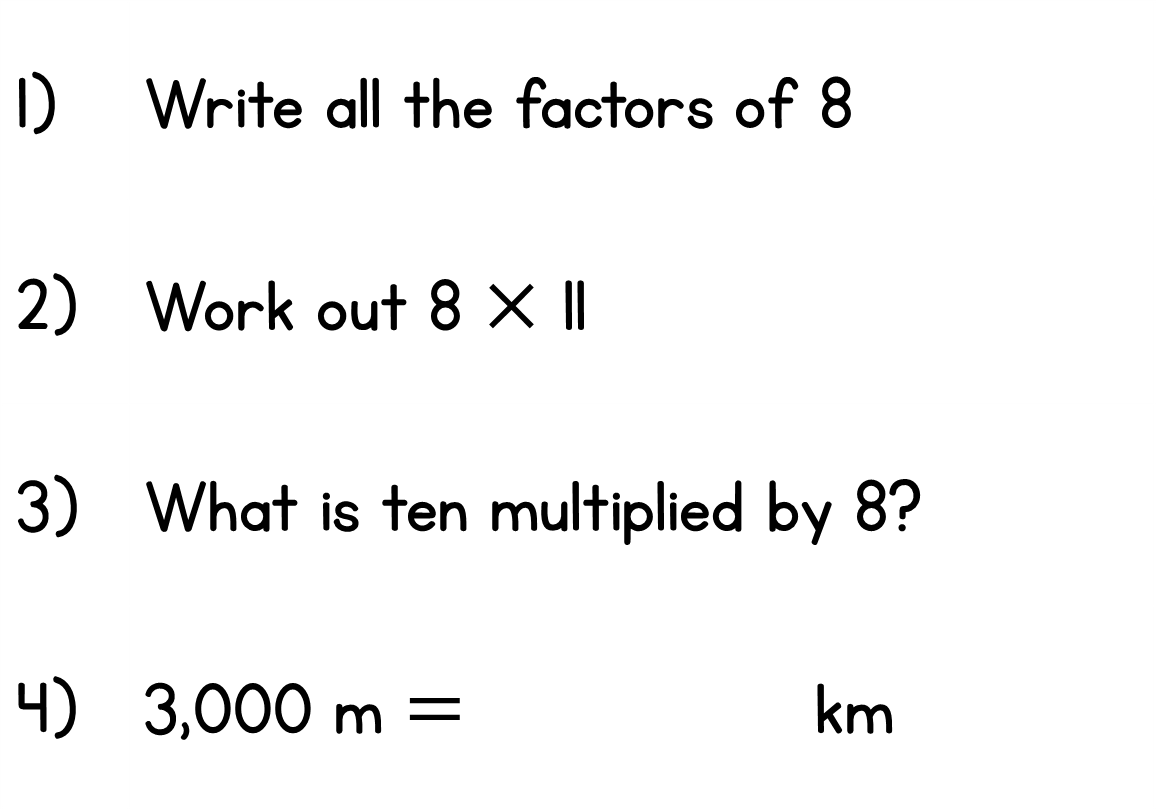 1) Write all the factors of 8
2) Work out 8 × 11
3) What is ten multiplied by 8?
4) 3,000 m = km